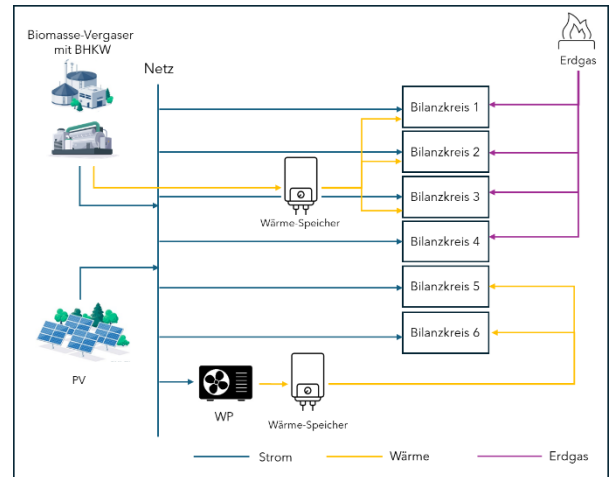 Biomasse-Vergaser
mit BHKW
Netz
Erdgas
Bilanzkreis 1
Bilanzkreis 2
Bilanzkreis 3
Wärme-Speicher
Bilanzkreis 4
Bilanzkreis 5
Bilanzkreis 6
PV
WP
Wärme-Speicher
Strom
Wärme
Erdgas